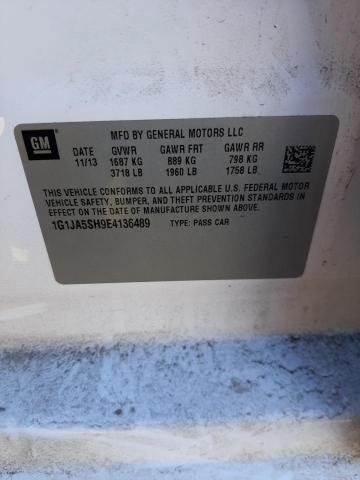 GM
MFD BY GENERAL MOTORS LLC
DATE GVWR GAWR FRT GAWR RR
11/13 1687 KG 889 KG 798 KG
3718 LB 1960 LB 1758 LB
THIS VEHICLE CONFORMS TO ALL APPLICABLE U.S. FEDERAL MOTOR
VEHICLE SAFETY, BUMPER, AND THEFT PREVENTION STANDARDS IN
EFFECT ON THE DATE OF MANUFACTURE SHOWN ABOVE.
1G1JA5SH9E4136489 TYPE: PASS CAR